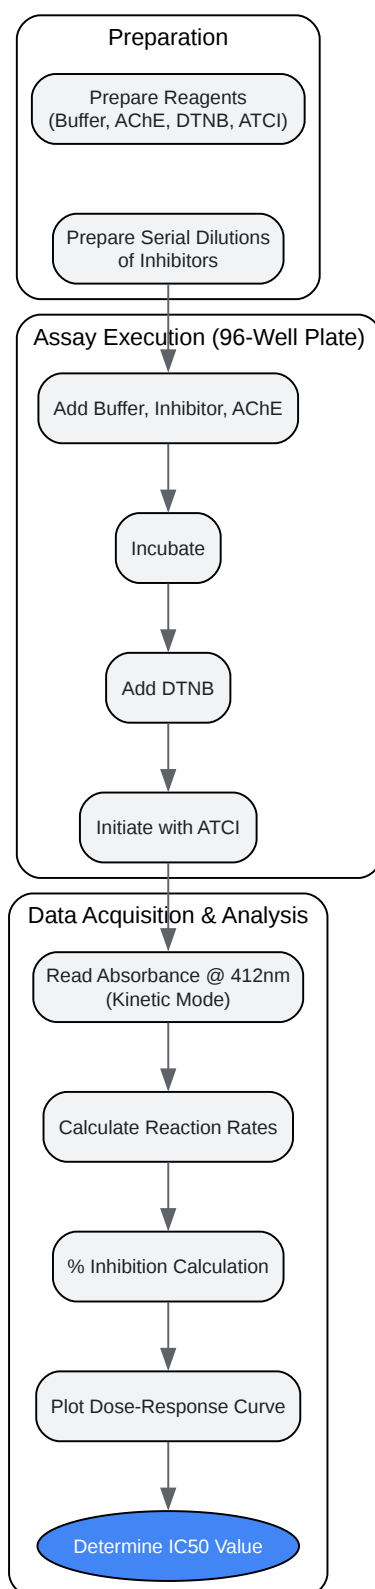 Preparation
Prepare Reagents
(Buffer, AChE, DTNB, ATCI)
Prepare Serial Dilutions
of Inhibitors
Assay Execution (96-Well Plate)
Add Buffer, Inhibitor, AChE
Incubate
Add DTNB
Initiate with ATCI
Data Acquisition & Analysis
Read Absorbance @ 412nm
(Kinetic Mode)
Calculate Reaction Rates
% Inhibition Calculation
Plot Dose-Response Curve
Determine IC50 Value